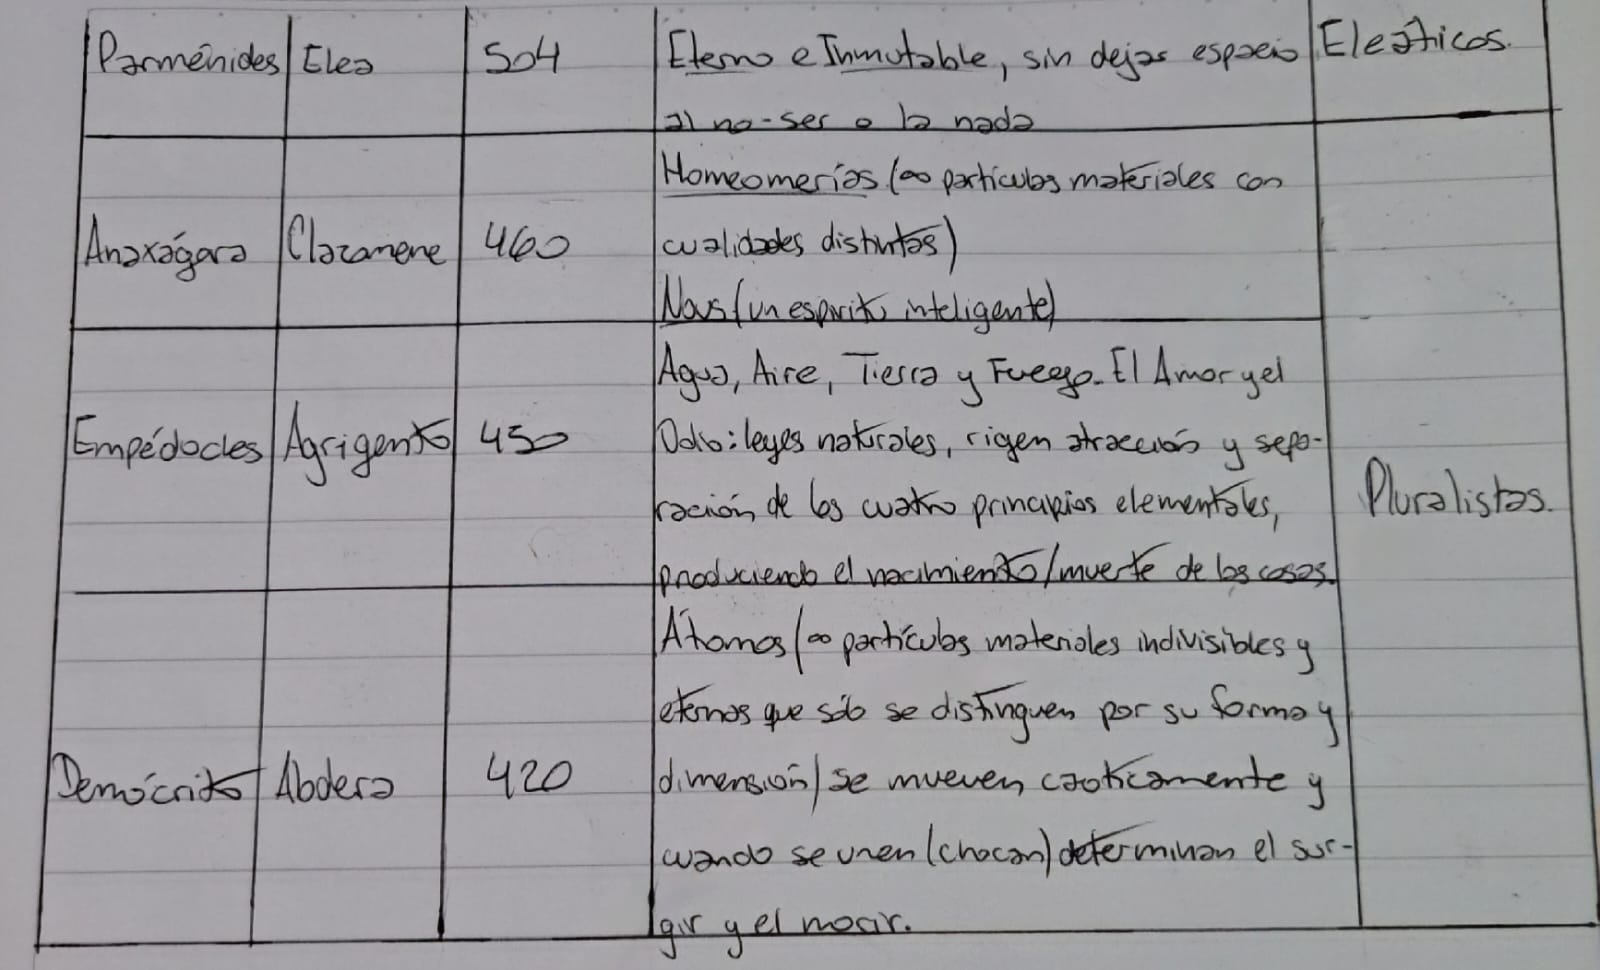 Parménides Elea 504 Eterno e Inmutable, sin dejar espacio Eleáticos.
al no-ser o la nada
Homeomerías (∞ partículas materiales con
Anaxágora Clazamene 460 cualidades distintas)
Nous (un espíritu inteligente)
Agua, Aire, Tierra y Fuego. El Amor y el
Empédocles Agrigento 450 Odio: leyes naturales, rigen atracción y sepa-
ración de los cuatro principios elementales, Pluralistas.
produciendo el nacimiento/muerte de las cosas.
Átomos (∞ partículas materiales indivisibles y
eternas que sólo se distinguen por su forma y
Demócrito Abdera 420 dimensión) se mueven caóticamente y
cuando se unen (chocan) determinan el sur-
gir y el morir.